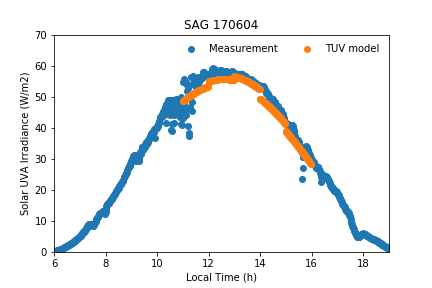 SAG 170604
Measurement
TUV model
Solar UVA Irradiance (W/m2)
70
60
50
40
30
20
10
0
6 8 10 12 14 16 18
Local Time (h)